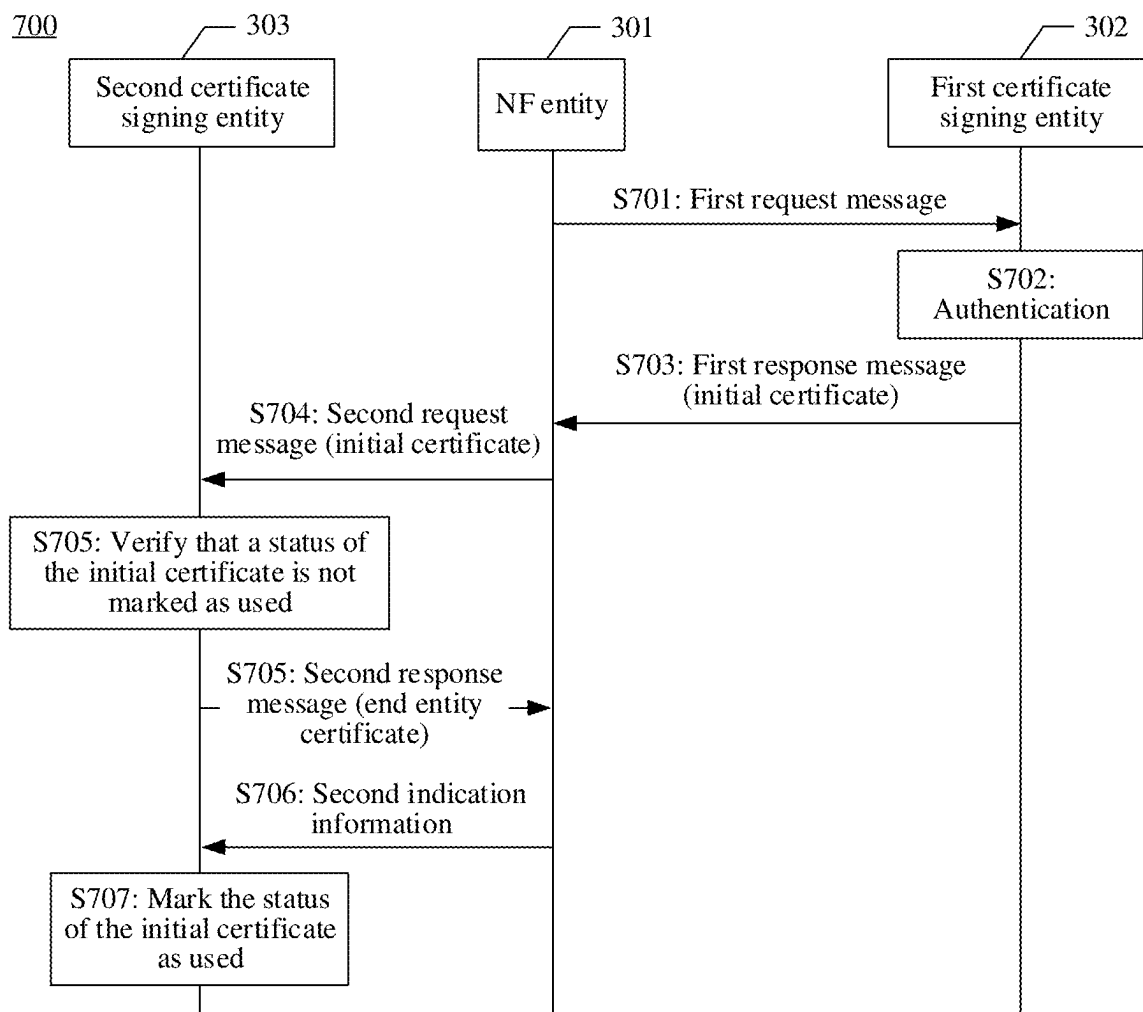 700
303
301
302
Second certificate
signing entity
NF entity
First certificate
signing entity
S701: First request message
S702:
Authentication
S703: First response message
(initial certificate)
S704: Second request
message (initial certificate)
S705: Verify that a status of
the initial certificate is not
marked as used
S705: Second response
message (end entity
certificate)
S706: Second indication
information
S707: Mark the status
of the initial certificate
as used